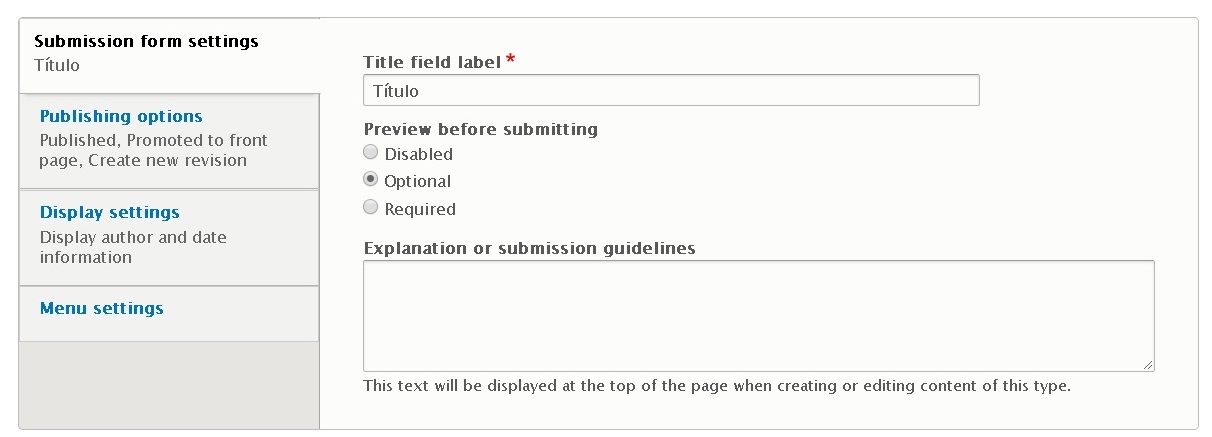 Submission form settings
Título
Publishing options
Published, Promoted to front
page, Create new revision
Display settings
Display author and date
information
Menu settings
Title field label *
Título
Preview before submitting
Disabled
Optional
Required
Explanation or submission guidelines
This text will be displayed at the top of the page when creating or editing content of this type.